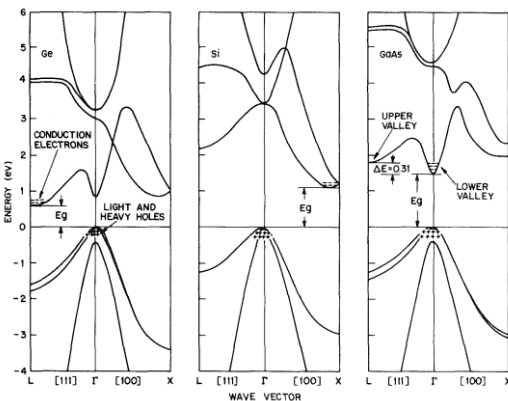 Ge
Si
GaAs
ENERGY (eV)
6
5
4
3
2
1
0
-1
-2
-3
-4
CONDUCTION
ELECTRONS
Eg
LIGHT AND
HEAVY HOLES
Eg
UPPER
VALLEY
ΔE=0.31
Eg
LOWER
VALLEY
L [111] Γ [100] X
L [111] Γ [100] X
L [111] Γ [100] X
WAVE VECTOR